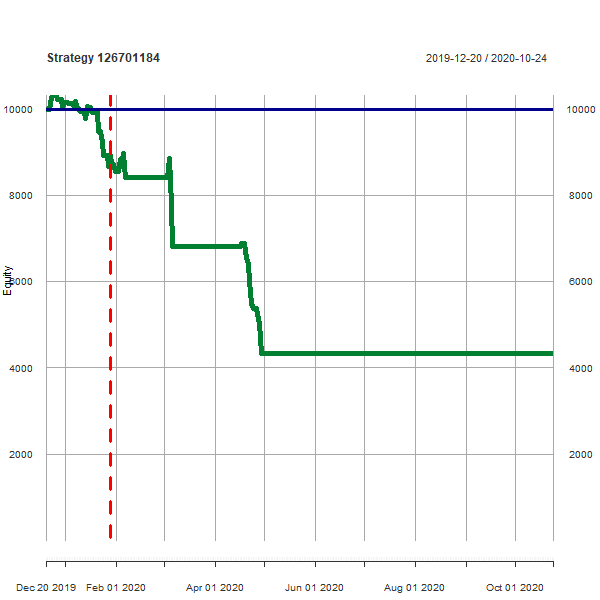 Strategy 126701184
2019-12-20 / 2020-10-24
10000
10000
8000
8000
Equity
6000
6000
4000
4000
2000
2000
Dec 20 2019
Feb 01 2020
Apr 01 2020
Jun 01 2020
Aug 01 2020
Oct 01 2020